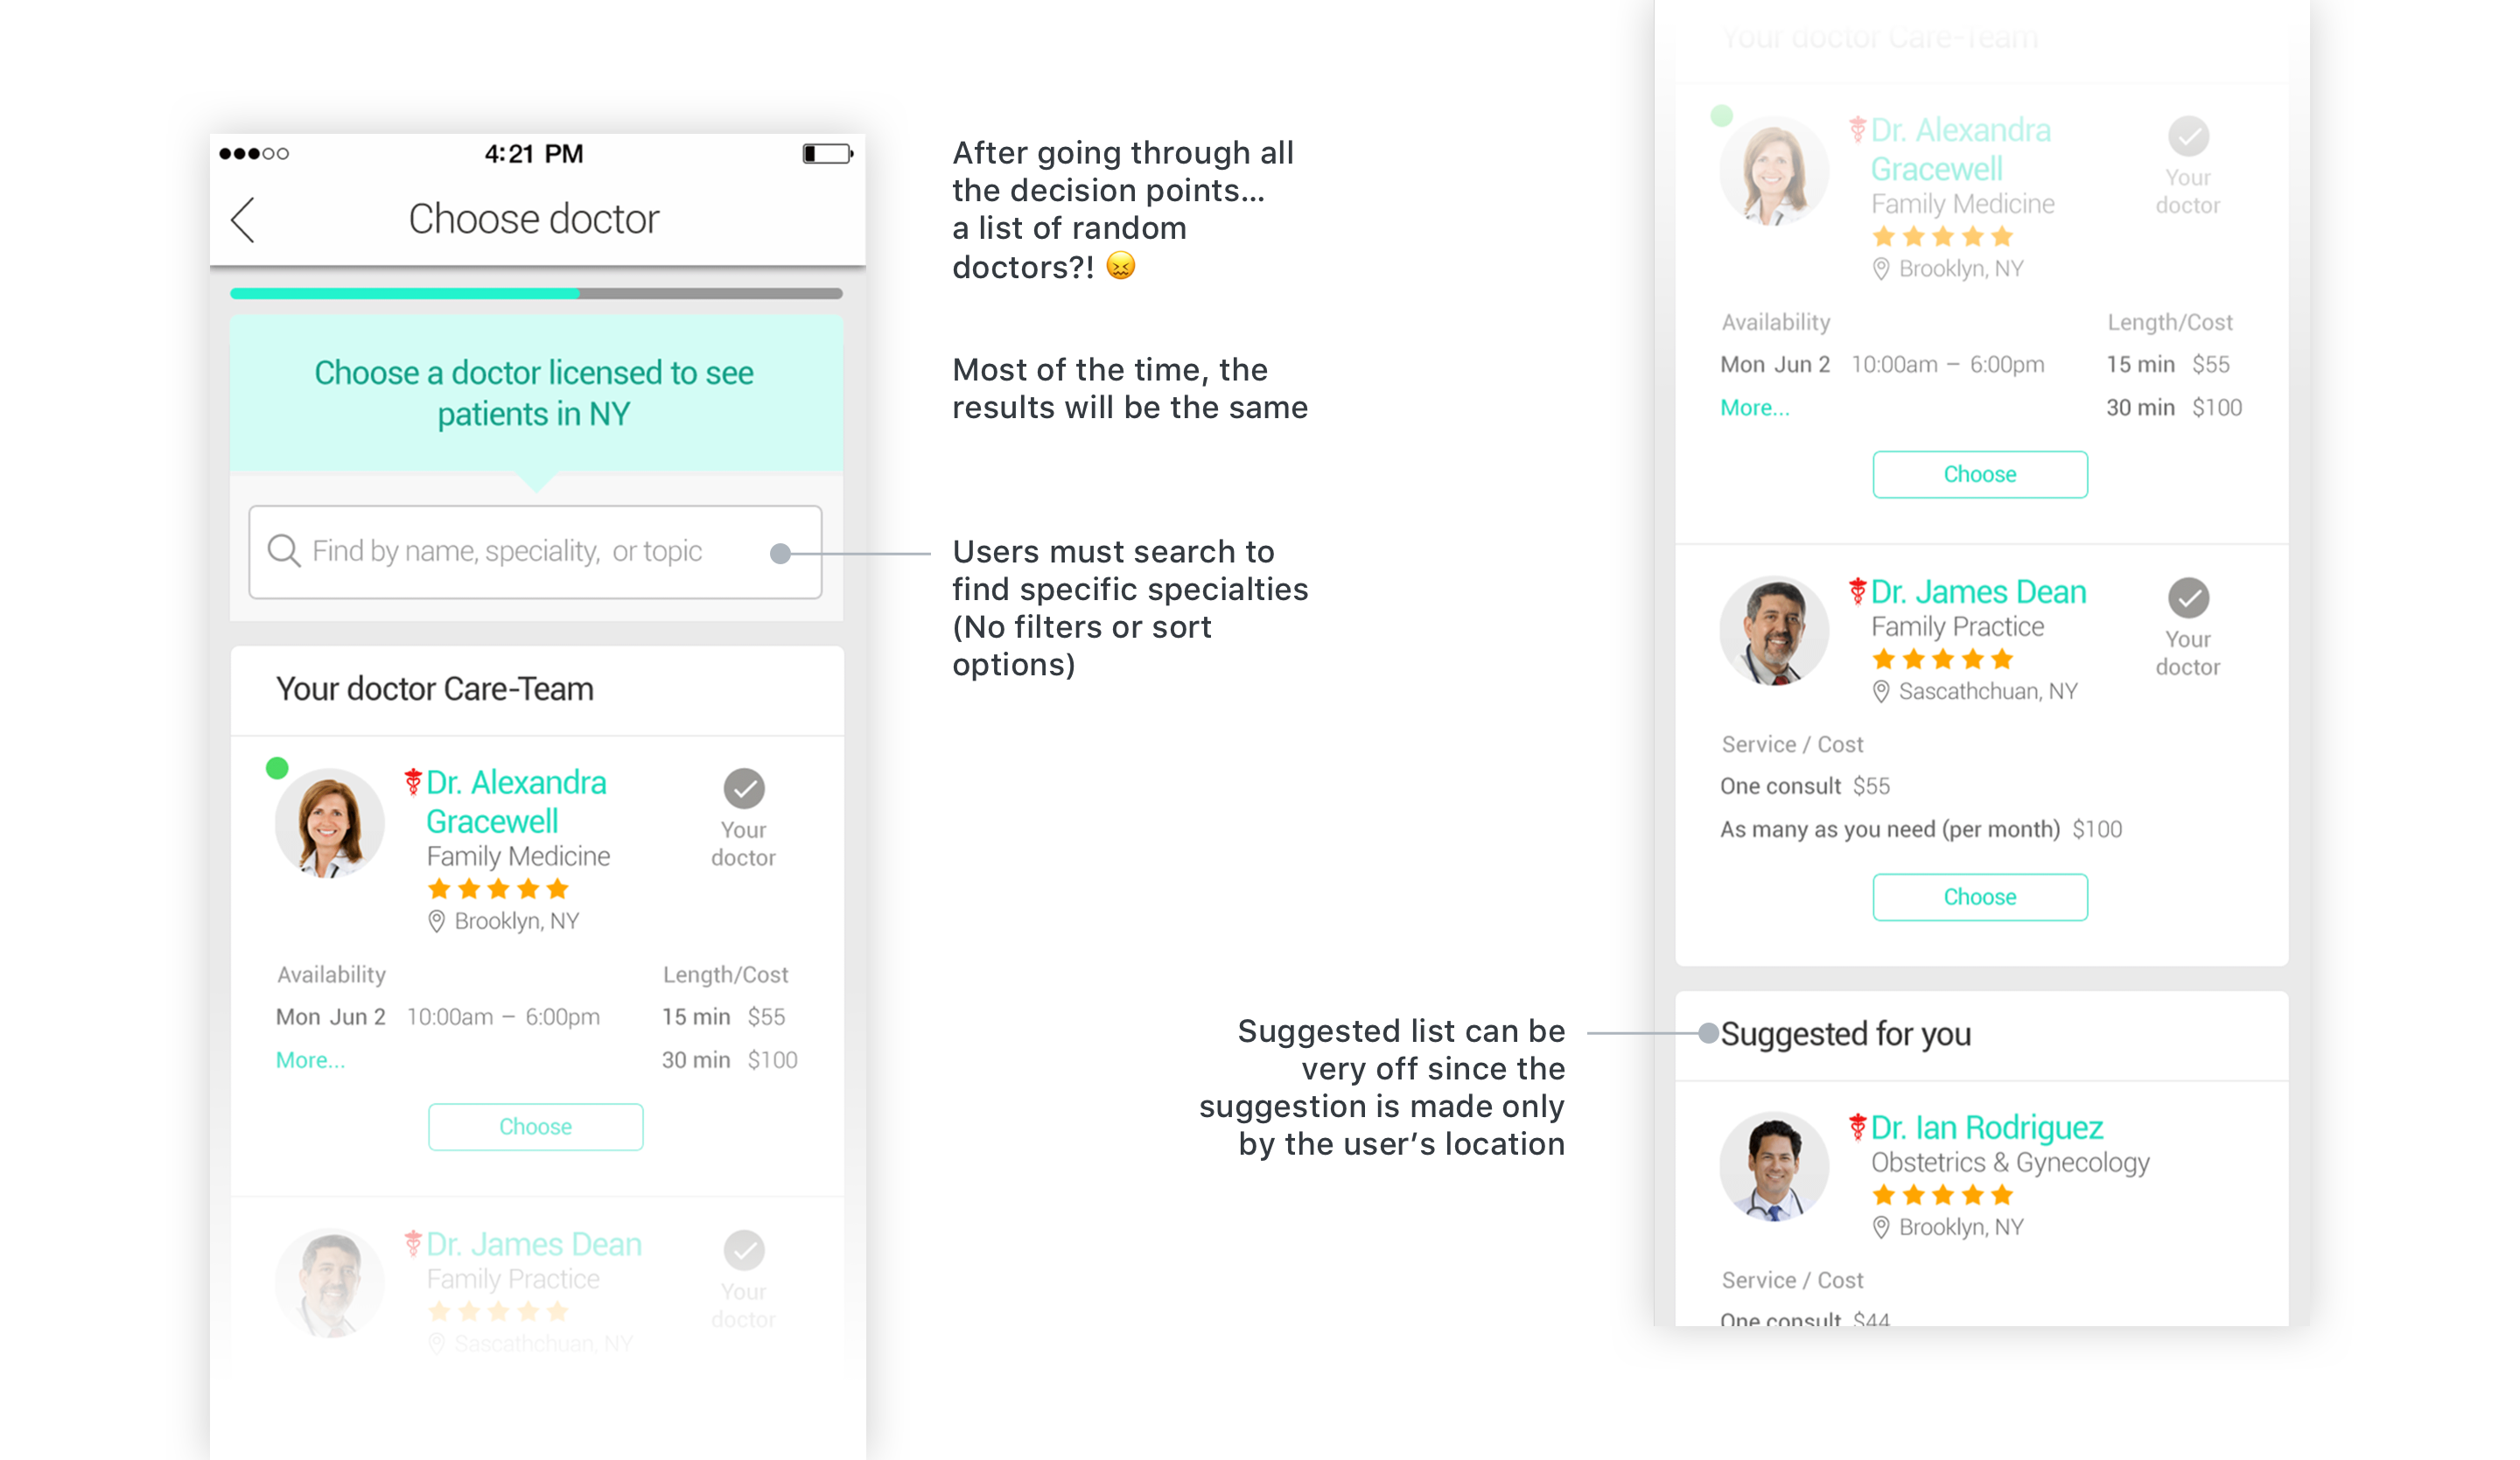 4:21 PM
Choose doctor
Choose a doctor licensed to see
patients in NY
Find by name, speciality, or topic
Your doctor Care-Team
Dr. Alexandra
Gracewell
Family Medicine
Brooklyn, NY
Your
doctor
Availability
Length/Cost
Mon Jun 2 10:00am – 6:00pm
15 min $55
More...
30 min $100
Choose
Dr. James Dean
Family Practice
Sascathchuan, NY
Your
doctor
After going through all
the decision points...
a list of random
doctors?! 😖
Most of the time, the
results will be the same
Users must search to
find specific specialties
(No filters or sort
options)
Suggested list can be
very off since the
suggestion is made only
by the user’s location
Your doctor Care-Team
Dr. Alexandra
Gracewell
Family Medicine
Brooklyn, NY
Your
doctor
Availability
Length/Cost
Mon Jun 2 10:00am – 6:00pm
15 min $55
More...
30 min $100
Choose
Dr. James Dean
Family Practice
Sascathchuan, NY
Your
doctor
Service / Cost
One consult $55
As many as you need (per month) $100
Choose
Suggested for you
Dr. Ian Rodriguez
Obstetrics & Gynecology
Brooklyn, NY
Service / Cost
One consult $44